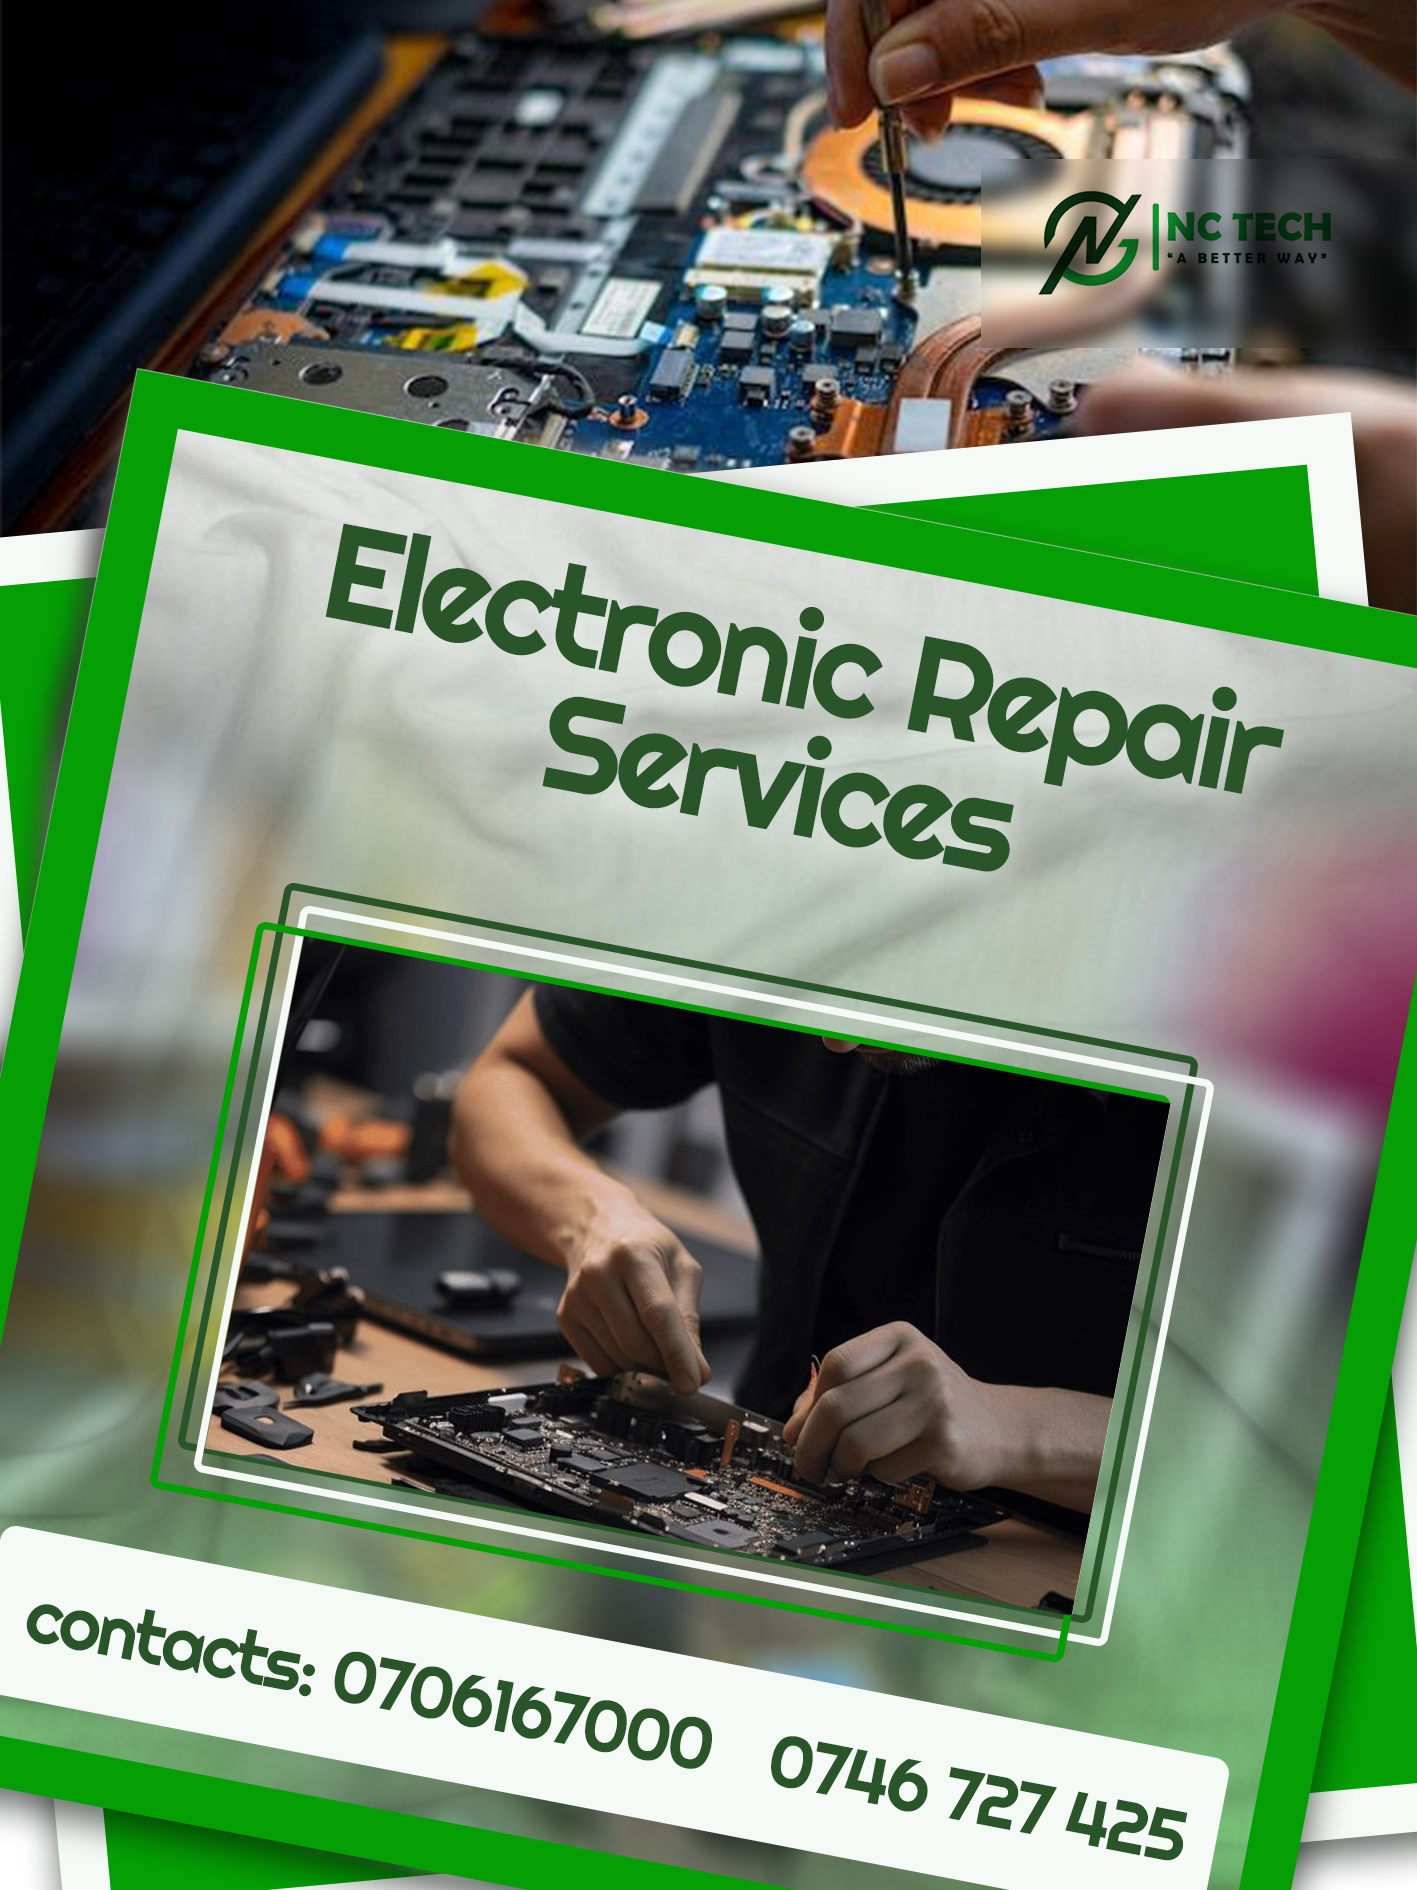 NC TECH
"A BETTER WAY"
Electronic Repair
Services
contacts: 0706167000 0746 727 425